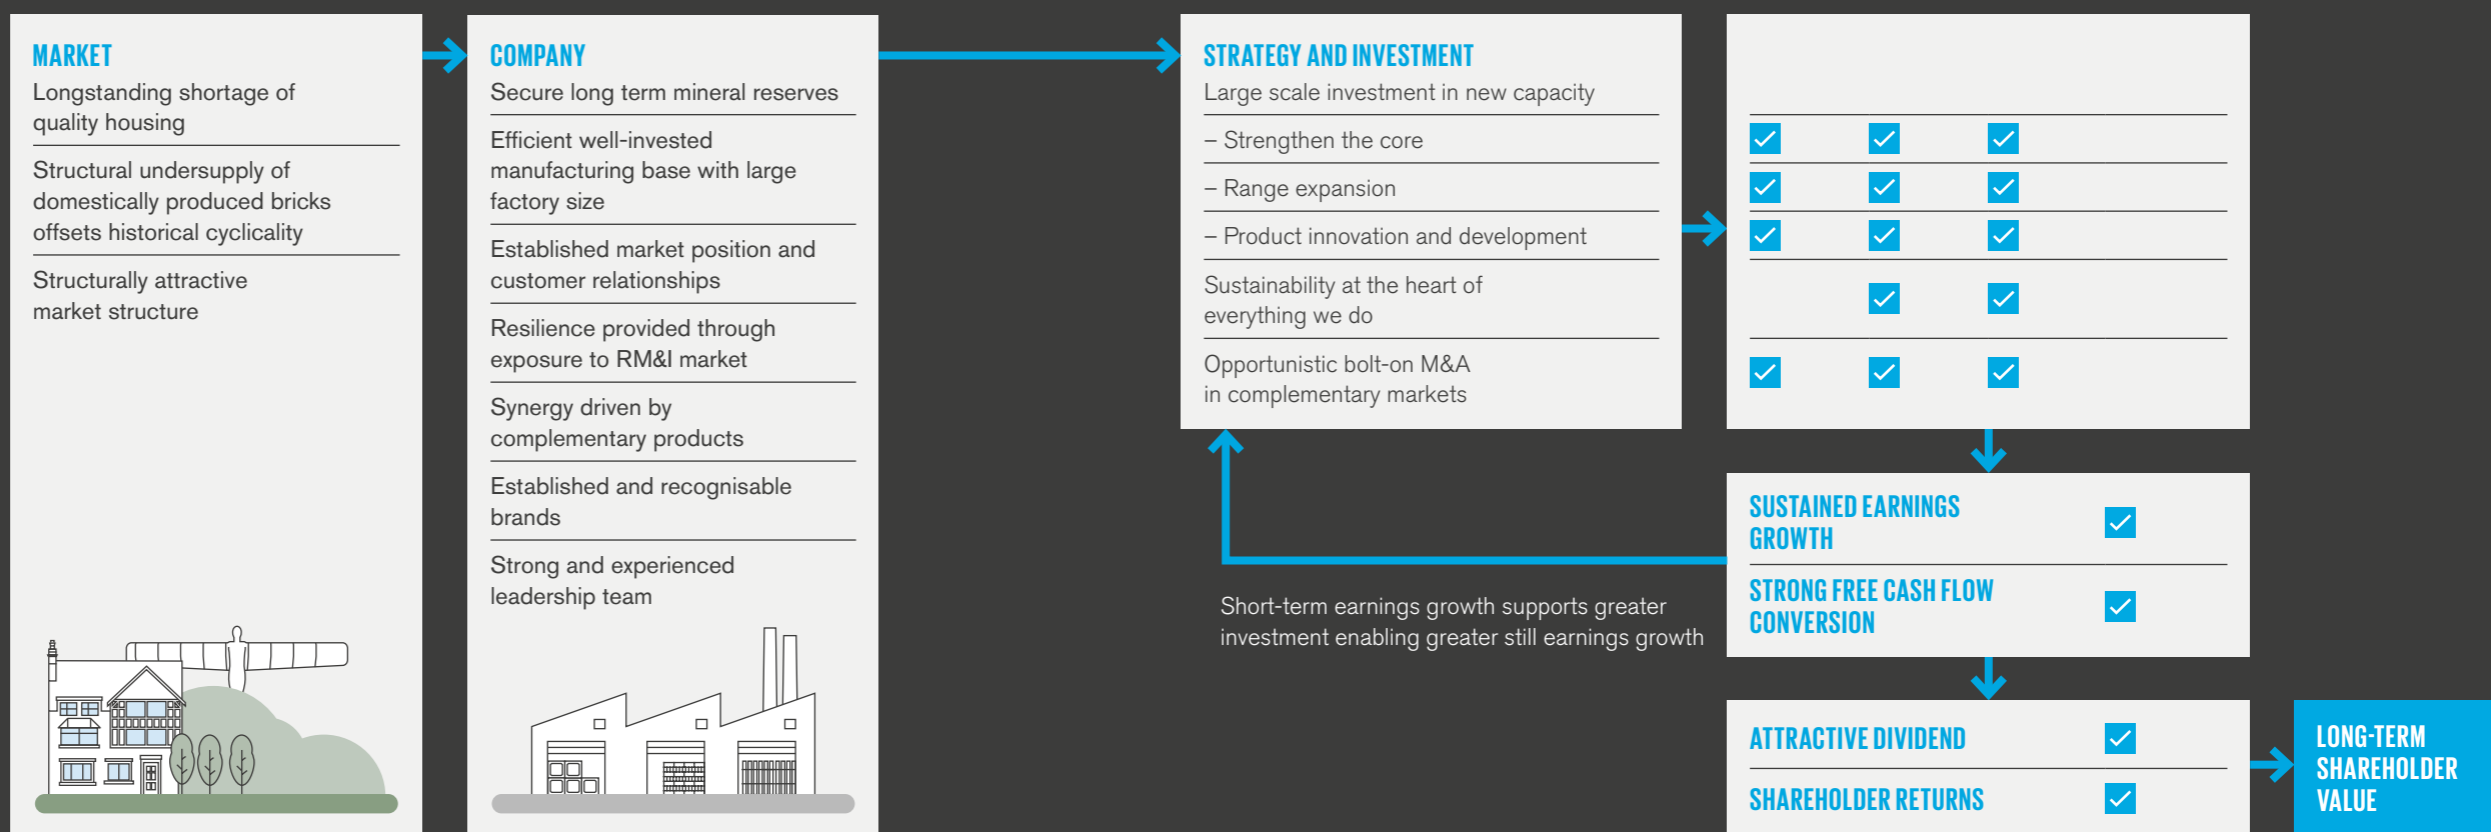 MARKET
Longstanding shortage of
quality housing
Structural undersupply of
domestically produced bricks
offsets historical cyclicality
Structurally attractive
market structure
COMPANY
Secure long term mineral reserves
Efficient well-invested
manufacturing base with large
factory size
Established market position and
customer relationships
Resilience provided through
exposure to RM&I market
Synergy driven by
complementary products
Established and recognisable
brands
Strong and experienced
leadership team
STRATEGY AND INVESTMENT
Large scale investment in new capacity
– Strengthen the core
– Range expansion
– Product innovation and development
Sustainability at the heart of
everything we do
Opportunistic bolt-on M&A
in complementary markets
Short-term earnings growth supports greater
investment enabling greater still earnings growth
SUSTAINED EARNINGS
GROWTH
STRONG FREE CASH FLOW
CONVERSION
ATTRACTIVE DIVIDEND
SHAREHOLDER RETURNS
LONG-TERM
SHAREHOLDER
VALUE